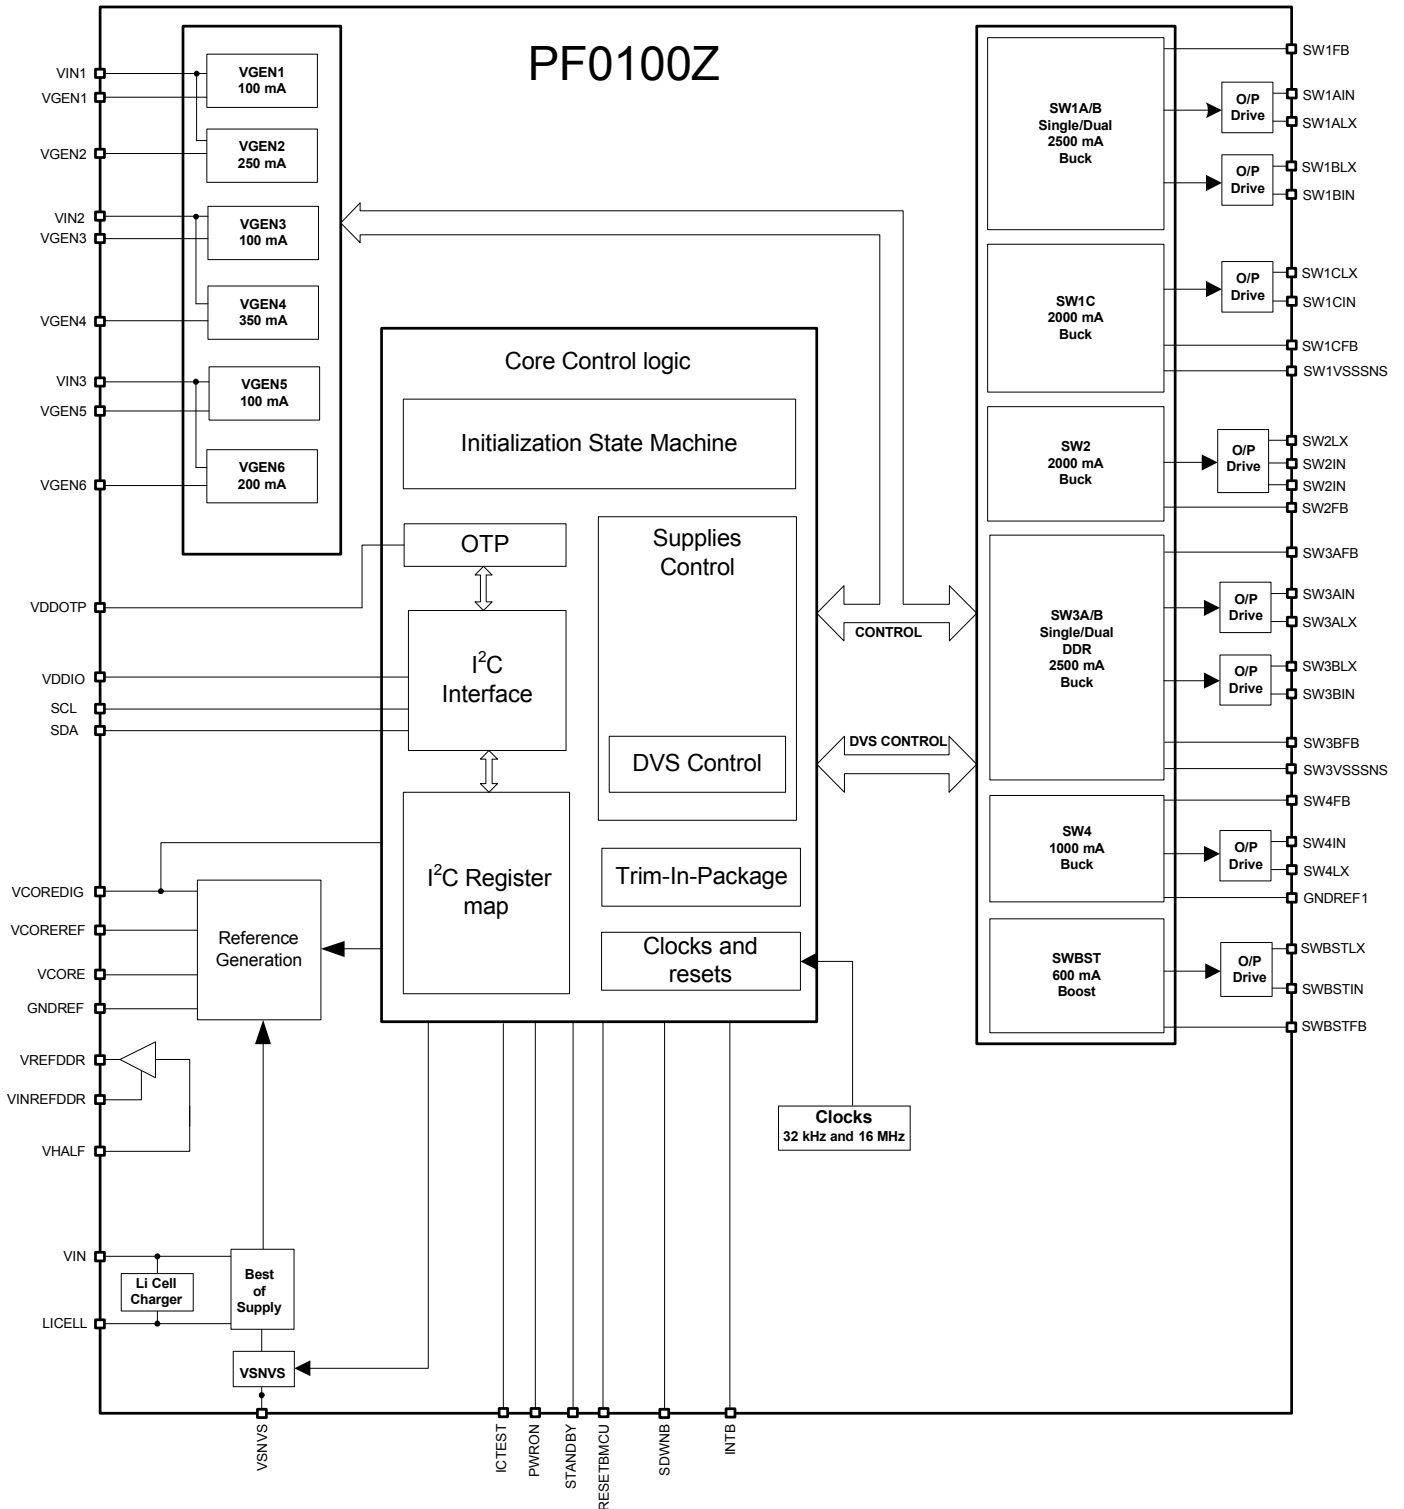 PF0100Z
VIN1
VGEN1
VGEN2
VIN2
VGEN3
VGEN4
VIN3
VGEN5
VGEN6
VDDOTP
VDDIO
SCL
SDA
VCOREDIG
VCOREREF
VCORE
GNDREF
VREFDDR
VINREFDDR
VHALF
VIN
LICELL
VGEN1
100 mA
VGEN2
250 mA
VGEN3
100 mA
VGEN4
350 mA
VGEN5
100 mA
VGEN6
200 mA
Core Control logic
Initialization State Machine
OTP
I²C
Interface
I²C Register
map
Supplies
Control
DVS Control
Trim-In-Package
Clocks and
resets
Reference
Generation
Li Cell
Charger
Best
of
Supply
VSNVS
Clocks
32 kHz and 16 MHz
CONTROL
DVS CONTROL
SW1A/B
Single/Dual
2500 mA
Buck
SW1C
2000 mA
Buck
SW2
2000 mA
Buck
SW3A/B
Single/Dual
DDR
2500 mA
Buck
SW4
1000 mA
Buck
SWBST
600 mA
Boost
O/P
Drive
O/P
Drive
O/P
Drive
O/P
Drive
O/P
Drive
O/P
Drive
O/P
Drive
O/P
Drive
SW1FB
SW1AIN
SW1ALX
SW1BLX
SW1BIN
SW1CLX
SW1CIN
SW1CFB
SW1VSSSNS
SW2LX
SW2IN
SW2IN
SW2FB
SW3AFB
SW3AIN
SW3ALX
SW3BLX
SW3BIN
SW3BFB
SW3VSSSNS
SW4FB
SW4IN
SW4LX
GNDREF1
SWBSTLX
SWBSTIN
SWBSTFB
VSNVS
ICTEST
PWRON
STANDBY
RESETBMCU
SDWNB
INTB